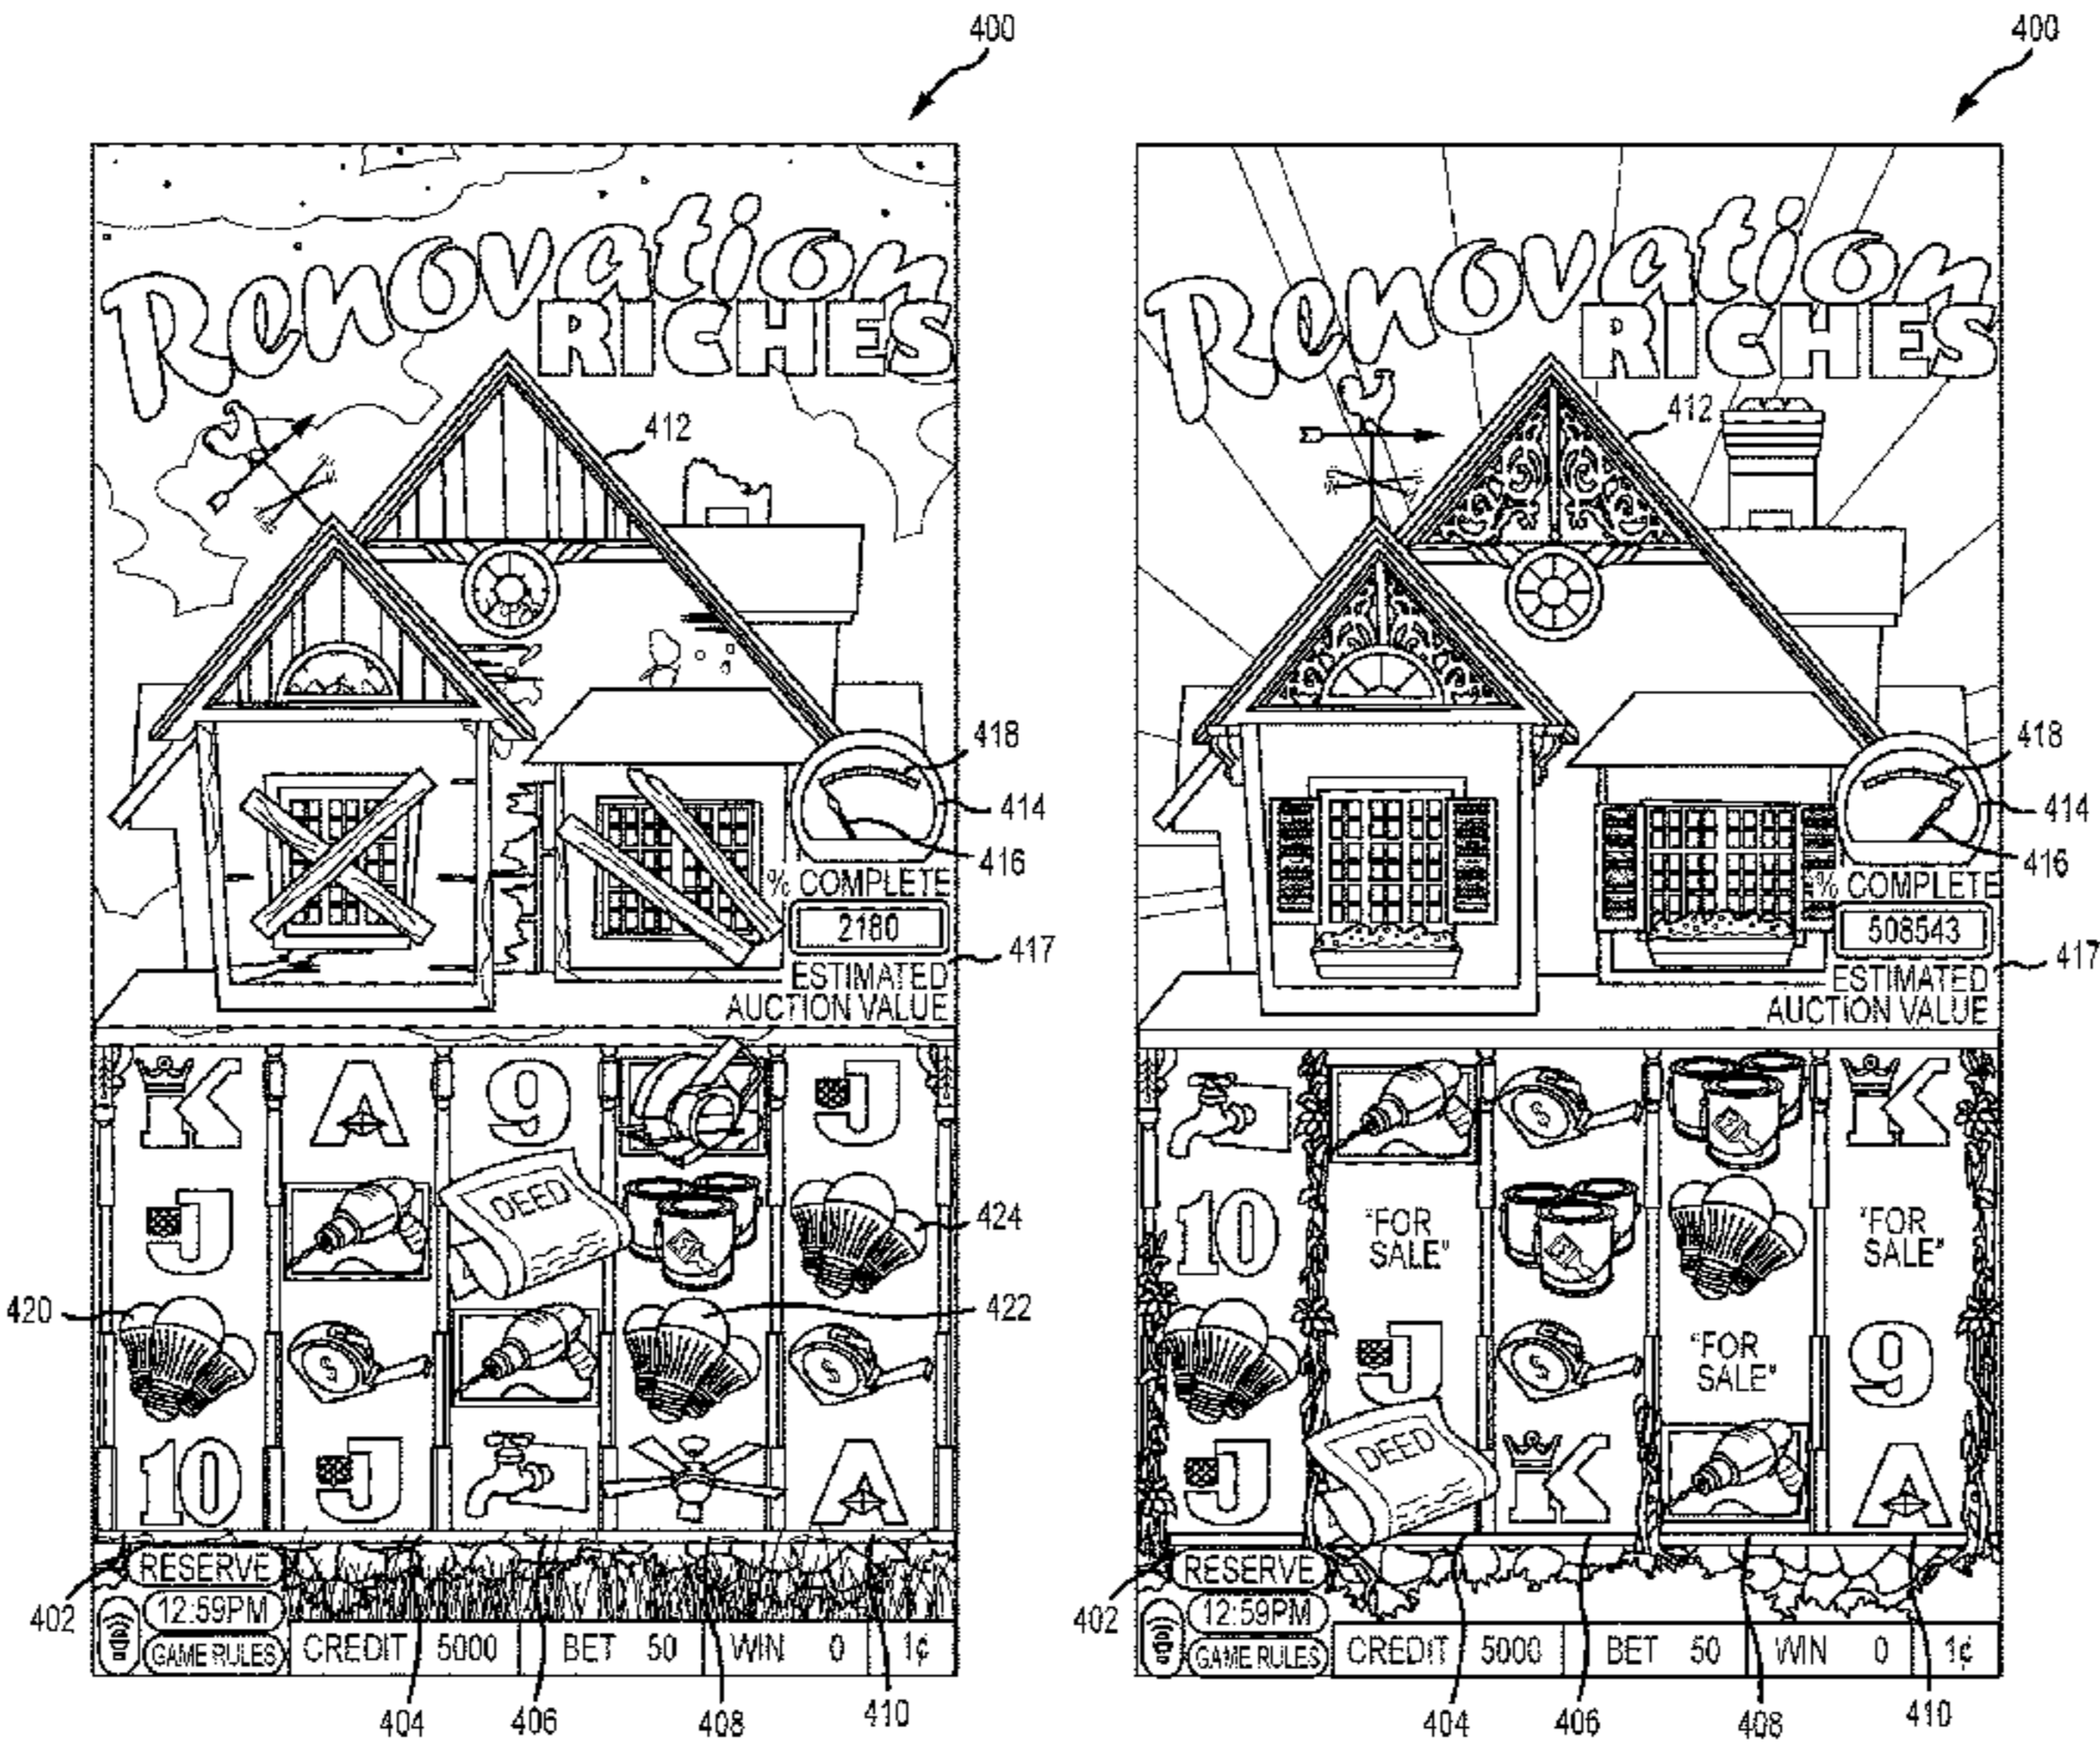 400
Renovation
RICHES
412
418
414
416
% COMPLETE
2180
417
ESTIMATED
AUCTION VALUE
K A 9 J
J DEED 424
420 $ $ 422
10 J A
402 RESERVE
12:59PM
GAME RULES CREDIT 5000 BET 50 WIN 0 1¢
404 406 408 410
400
Renovation
RICHES
412
418
414
416
% COMPLETE
508543
417
ESTIMATED
AUCTION VALUE
$ K
10 "FOR SALE" "FOR SALE"
J $ "FOR SALE" 9
J DEED K A
402 RESERVE
12:59PM
GAME RULES CREDIT 5000 BET 50 WIN 0 1¢
404 406 408 410